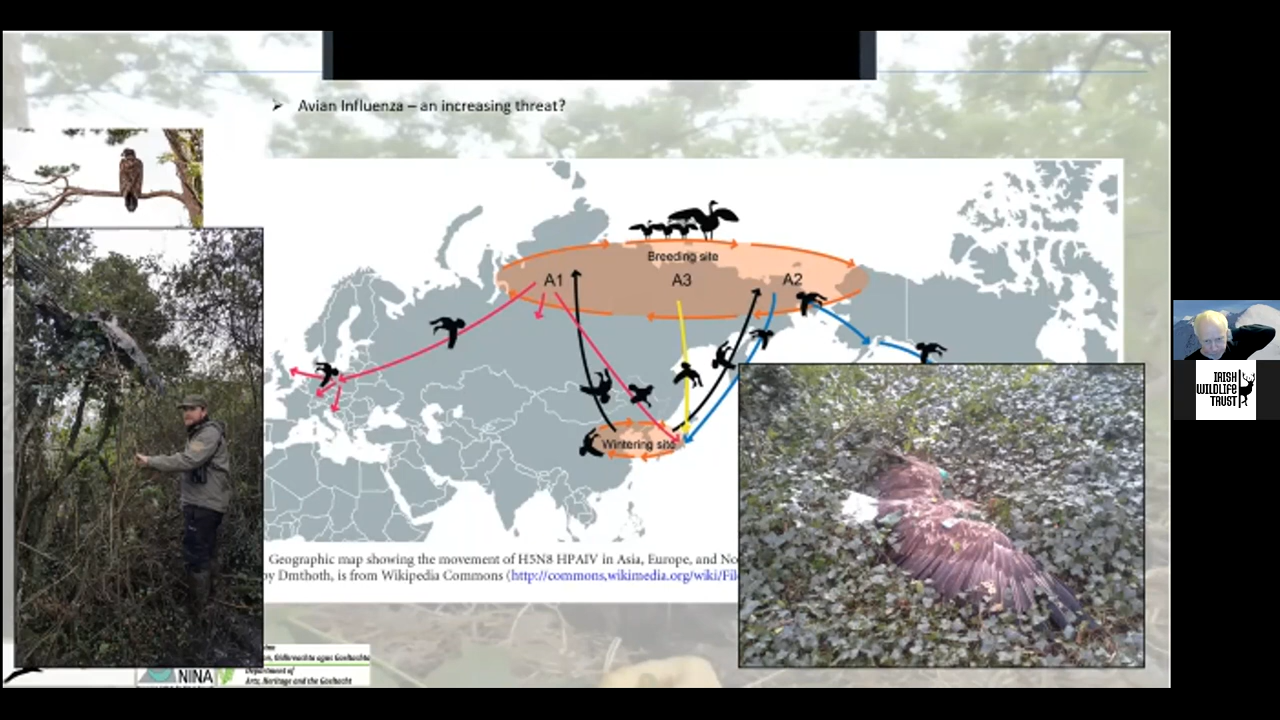 ➢ Avian Influenza – an increasing threat?
Breeding site
A1
A3
A2
Wintering site
Geographic map showing the movement of H5N8 HPAIV in Asia, Europe, and No
by Dmthoth, is from Wikipedia Commons (http://commons.wikimedia.org/wiki/Fil
NINA
Department of
Arts, Heritage and the Gaeltacht
IRISH
WILDLIFE
TRUST